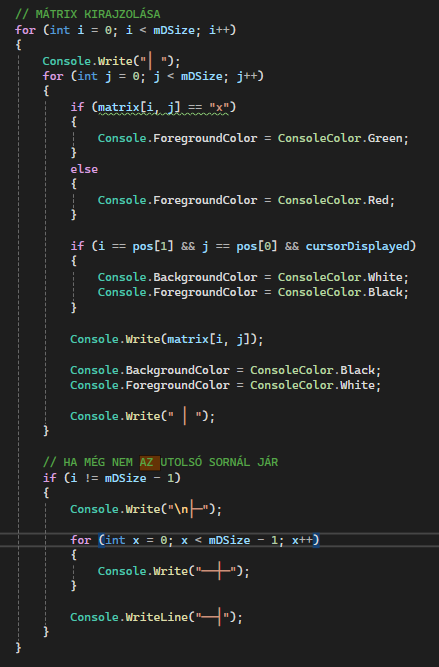 // MÁTRIX KIRAJZOLÁSA
for (int i = 0; i < mDSize; i++)
{
    Console.Write("│ ");
    for (int j = 0; j < mDSize; j++)
    {
        if (matrix[i, j] == "x")
        {
            Console.ForegroundColor = ConsoleColor.Green;
        }
        else
        {
            Console.ForegroundColor = ConsoleColor.Red;
        }

        if (i == pos[1] && j == pos[0] && cursorDisplayed)
        {
            Console.BackgroundColor = ConsoleColor.White;
            Console.ForegroundColor = ConsoleColor.Black;
        }

        Console.Write(matrix[i, j]);

        Console.BackgroundColor = ConsoleColor.Black;
        Console.ForegroundColor = ConsoleColor.White;

        Console.Write(" │ ");
    }

    // HA MÉG NEM AZ UTOLSÓ SORNÁL JÁR
    if (i != mDSize - 1)
    {
        Console.Write("\n├─");

        for (int x = 0; x < mDSize - 1; x++)
        {
            Console.Write("──┼─");
        }

        Console.WriteLine("──┤");
    }
}